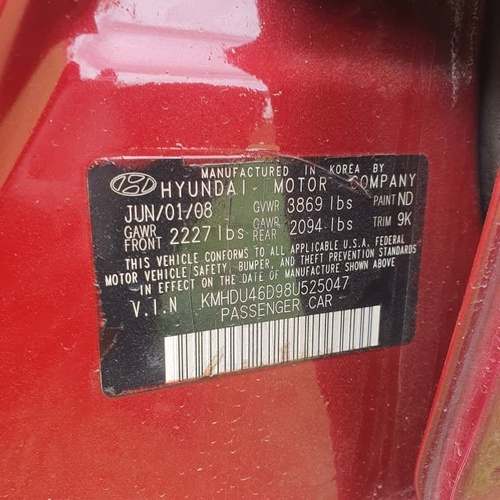 MANUFACTURED IN KOREA BY
HYUNDAI MOTOR COMPANY
JUN/01/08 GVWR 3869 lbs PAINT ND
GAWR FRONT 2227 lbs GAWR REAR 2094 lbs TRIM 9K
THIS VEHICLE CONFORMS TO ALL APPLICABLE U.S.A. FEDERAL
MOTOR VEHICLE SAFETY, BUMPER, AND THEFT PREVENTION STANDARDS
IN EFFECT ON THE DATE OF MANUFACTURE SHOWN ABOVE.
V.I.N KMHDU46D98U525047
PASSENGER CAR